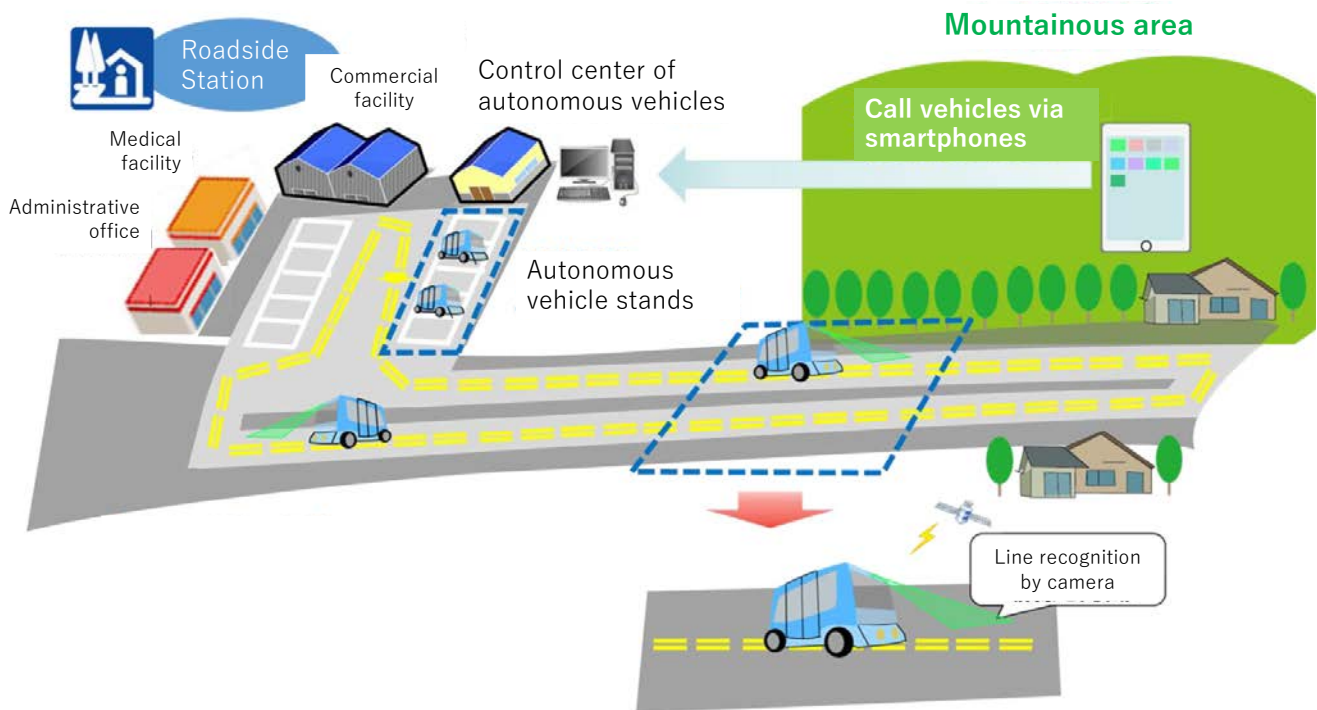 Mountainous area
Roadside
Station
Commercial
facility
Control center of
autonomous vehicles
Call vehicles via
smartphones
Medical
facility
Administrative
office
Autonomous
vehicle stands
Line recognition
by camera